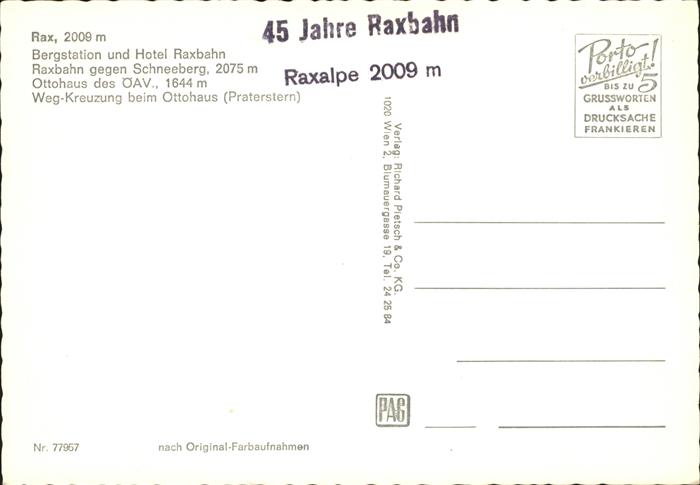 45 Jahre Raxbahn
Raxalpe 2009 m
Rax, 2009 m
Bergstation und Hotel Raxbahn
Raxbahn gegen Schneeberg, 2075 m
Ottohaus des ÖAV., 1644 m
Weg-Kreuzung beim Ottohaus (Praterstern)
Porto
verbilligt!
BIS ZU 5
GRUSSWORTEN
ALS
DRUCKSACHE
FRANKIEREN
Verlag: Richard Pietsch & Co. KG.
1020 Wien 2, Blumauergasse 19, Tel. 24 25 84
PAG
Nr. 77957
nach Original-Farbaufnahmen